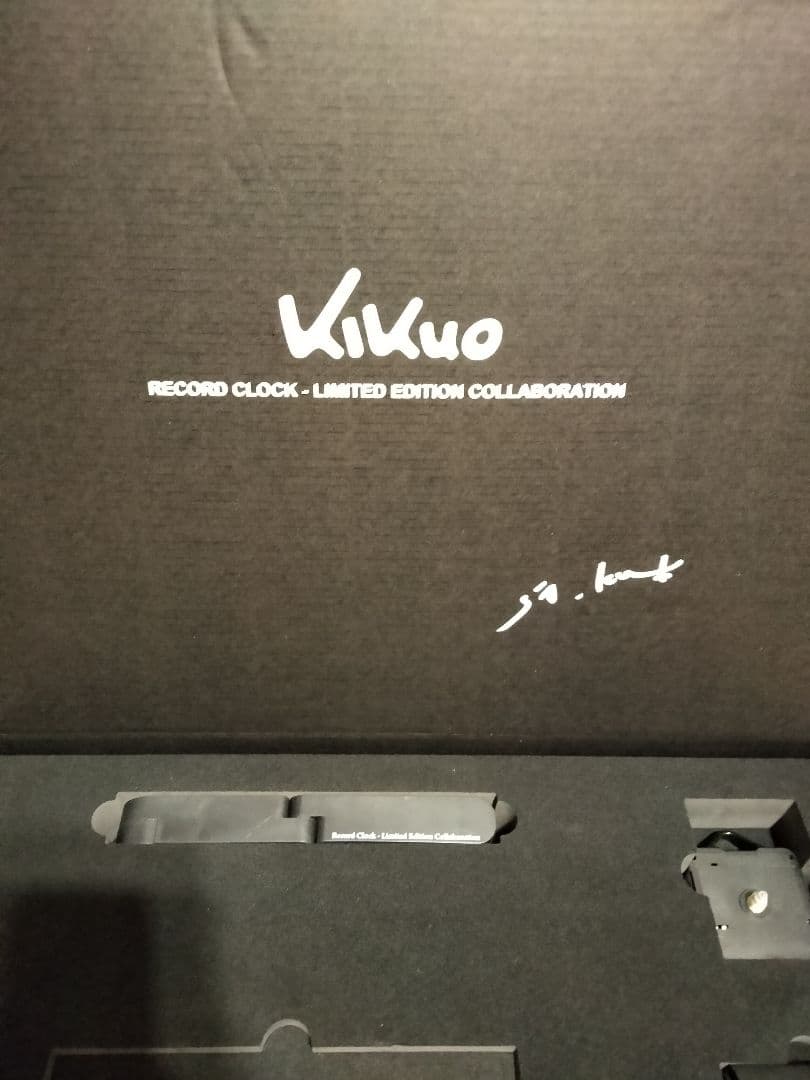 KiKuo
RECORD CLOCK - LIMITED EDITION COLLABORATION
Record Clock - Limited Edition Collaboration